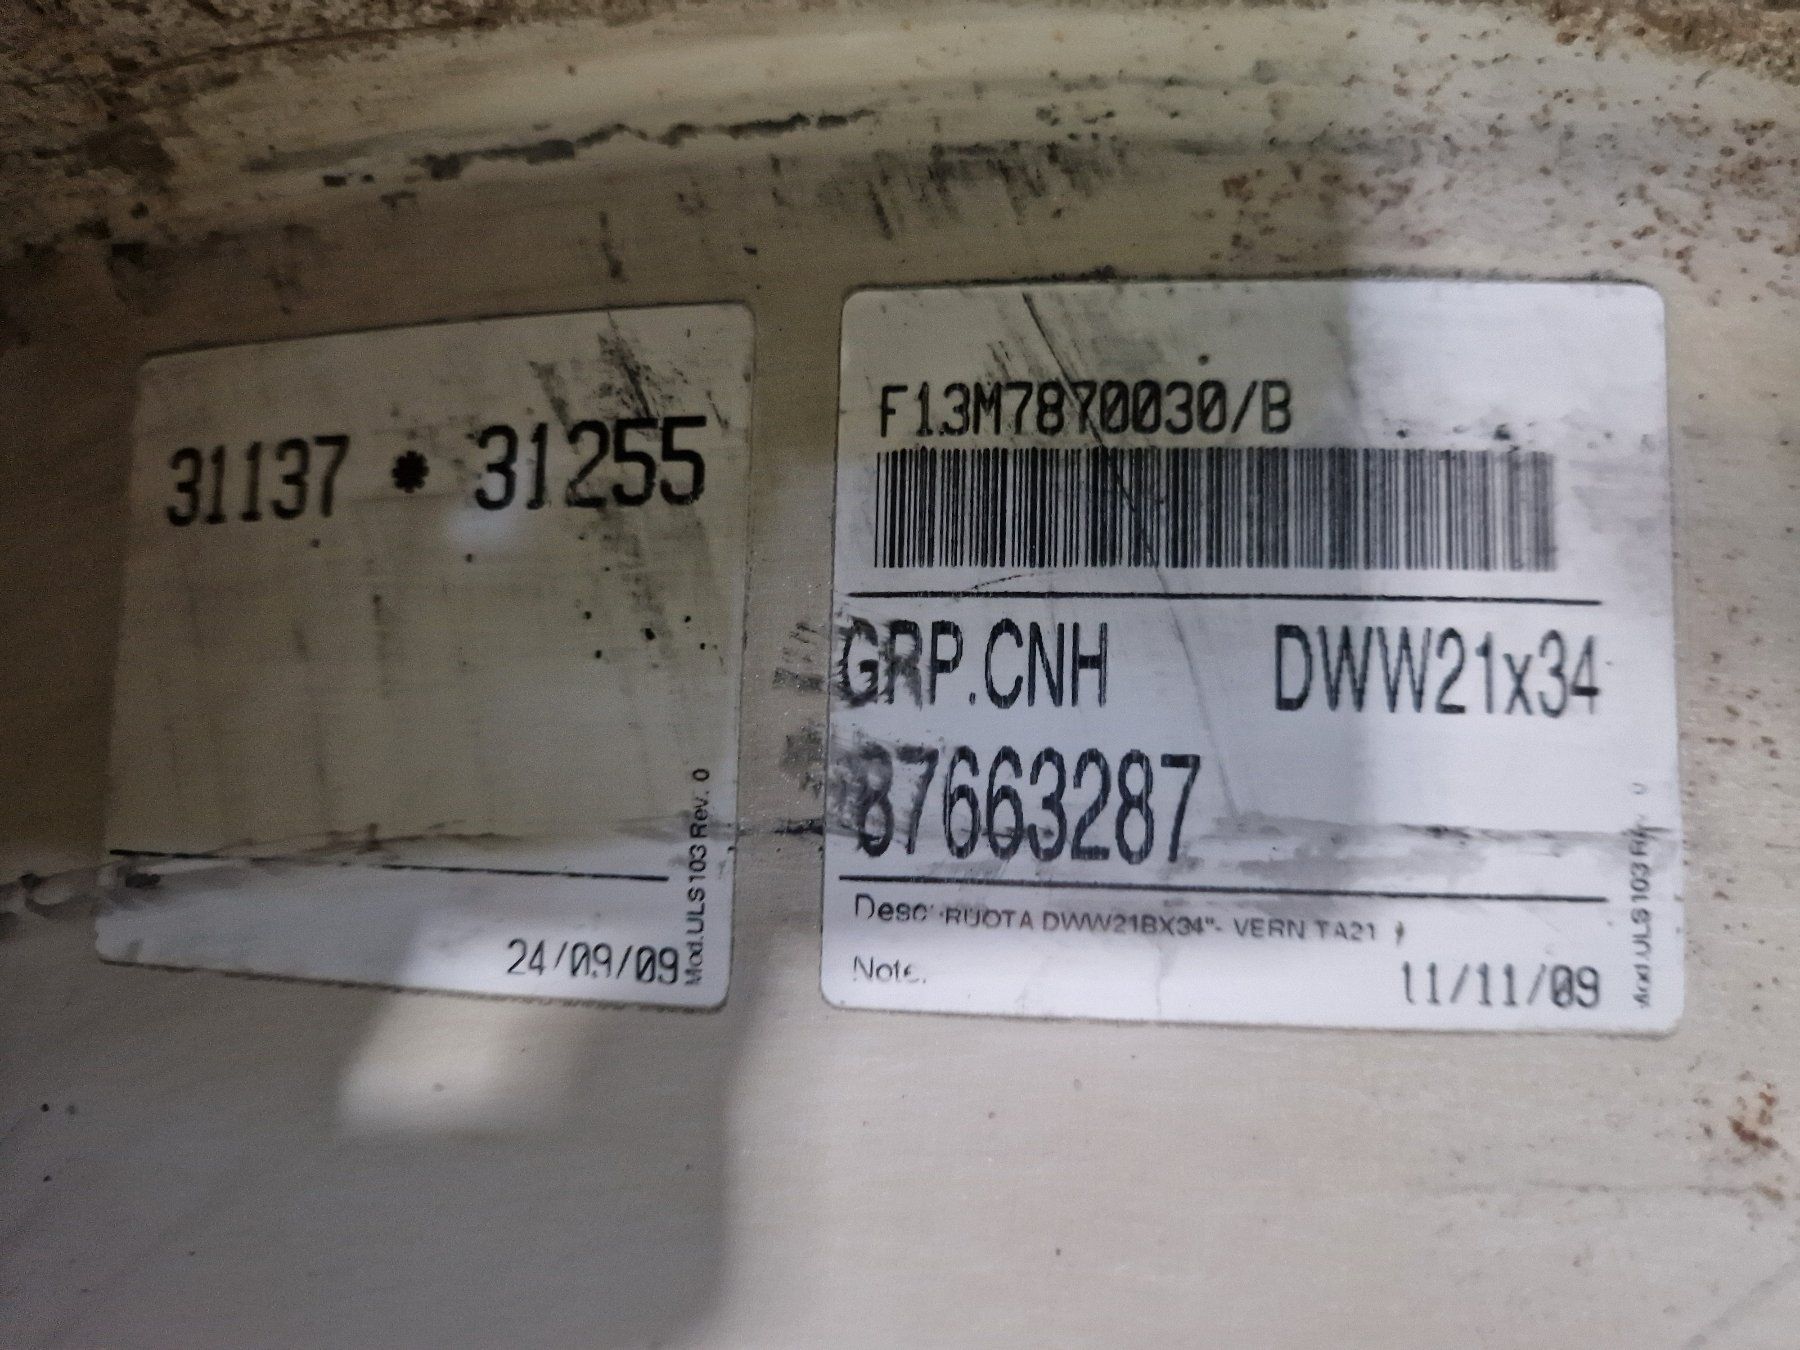 31137 * 31255
24/09/09
Mod.ULS103 Rev. 0
F13M7870030/B
GRP.CNH DWW21x34
87663287
Desc: RUOTA DWW21BX34"- VERN TA21
Note.
11/11/09
ULS103